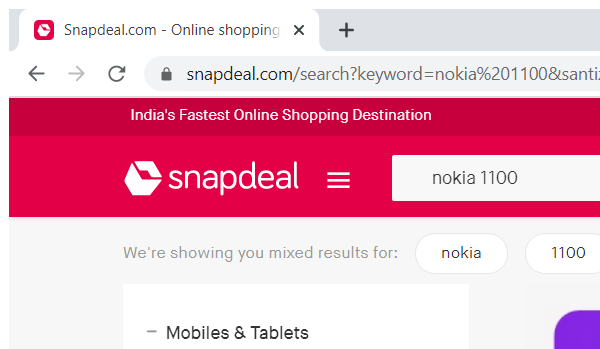 Snapdeal.com - Online shopping
snapdeal.com/search?keyword=nokia%201100&santiz
India's Fastest Online Shopping Destination
snapdeal
nokia 1100
We're showing you mixed results for: nokia 1100
Mobiles & Tablets